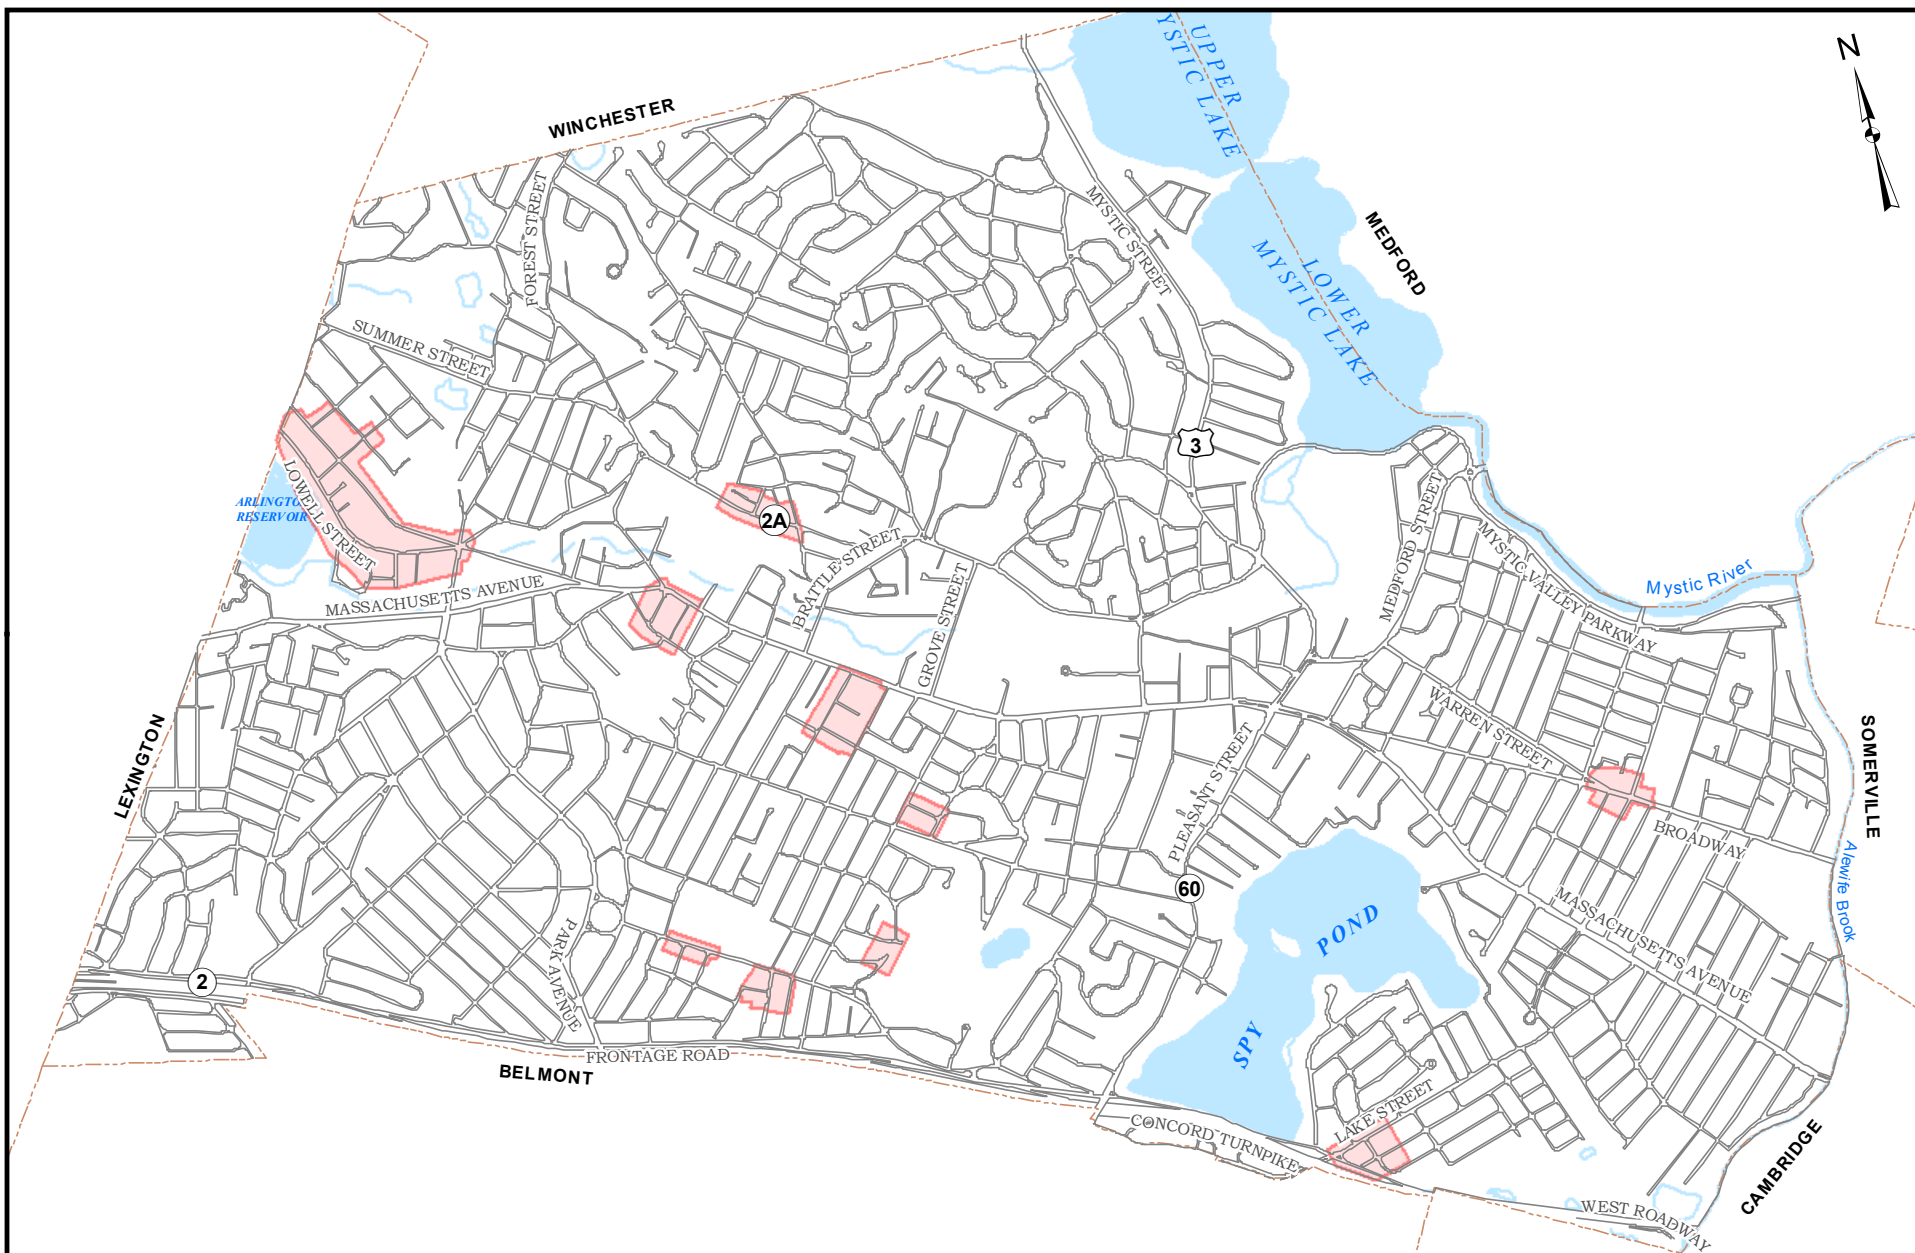 N
UPPER
MYSTIC LAKE
WINCHESTER
MEDFORD
LOWER
MYSTIC LAKE
FOREST STREET
MYSTIC STREET
SUMMER STREET
3
LOWELL STREET
ARLINGTON
RESERVOIR
2A
BRATTLE STREET
MEDFORD STREET
MYSTIC VALLEY PARKWAY
Mystic River
MASSACHUSETTS AVENUE
GROVE STREET
WARREN STREET
LEXINGTON
PLEASANT STREET
SOMERVILLE
BROADWAY
Alewife Brook
60
MASSACHUSETTS AVENUE
PARK AVENUE
SPY POND
2
FRONTAGE ROAD
BELMONT
LAKE STREET
CONCORD TURNPIKE
CAMBRIDGE
WEST ROADWAY